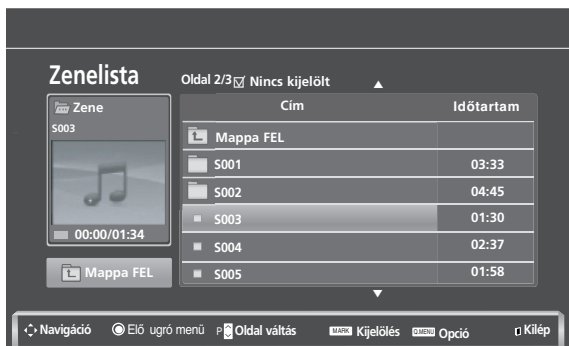 Zenelista
Oldal 2/3 Nincs kijelölt
Zene
S003
00:00/01:34
Mappa FEL
Cím Időtartam
Mappa FEL
S001 03:33
S002 04:45
S003 01:30
S004 02:37
S005 01:58
Navigáció Elő ugró menü P Oldal váltás MARK Kijelölés Q.MENU Opció Kilép